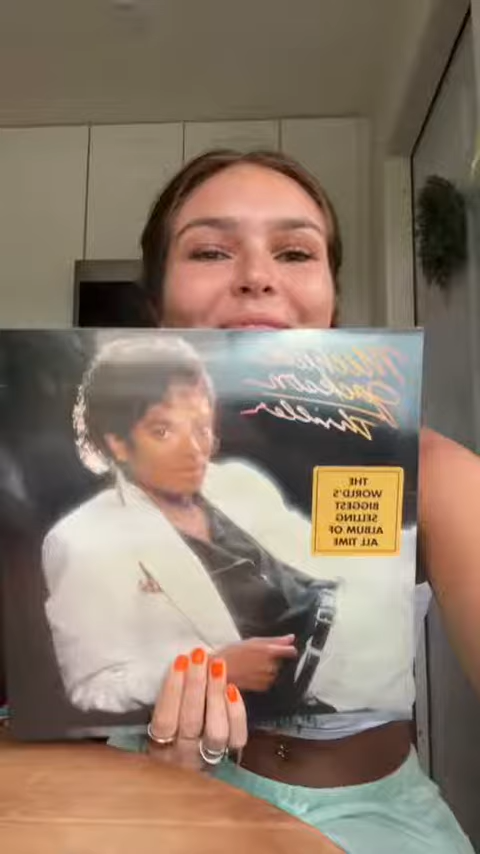 Michael
Jackson
Thriller
THE
WORLD'S
BIGGEST
SELLING
ALBUM OF
ALL TIME